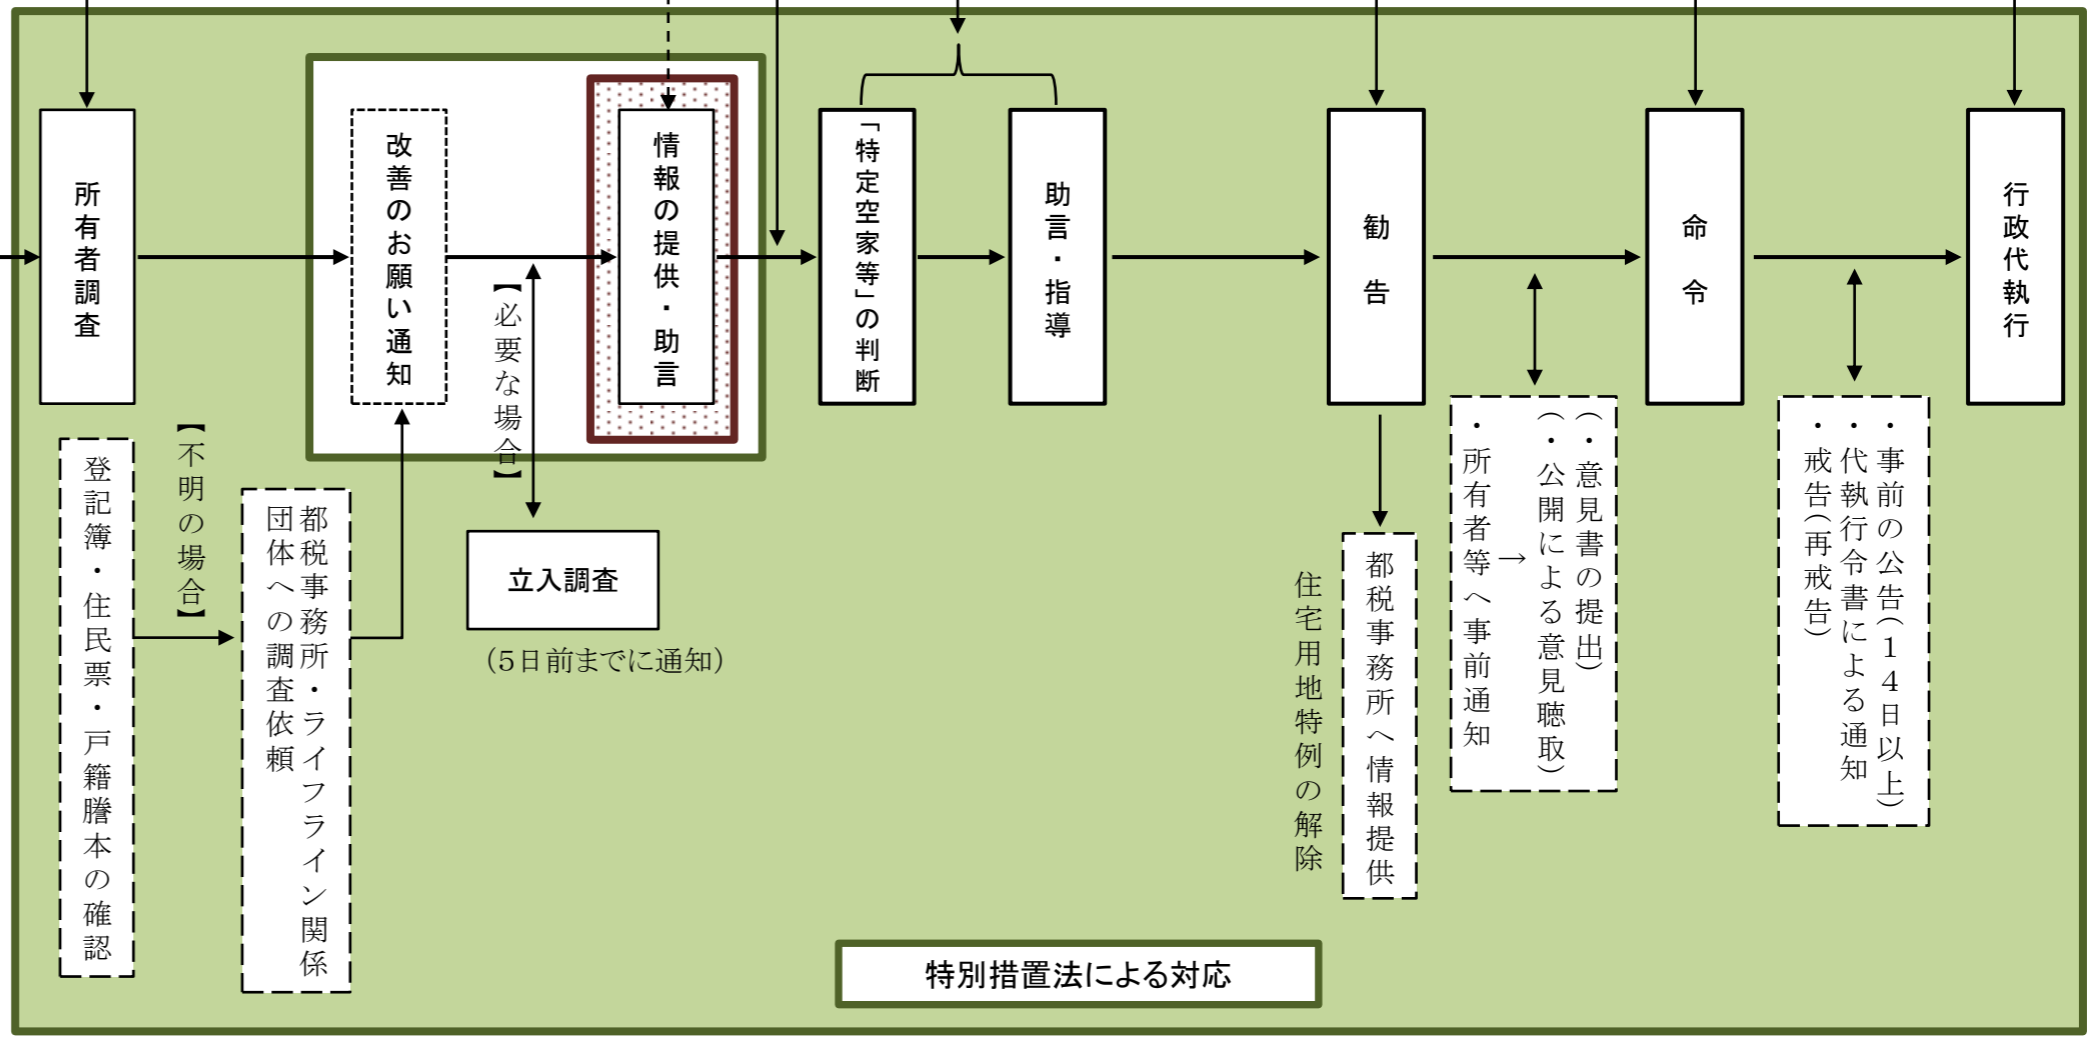 所有者調査
改善のお願い通知
情報の提供・助言
「特定空家等」の判断
助言・指導
勧告
命令
行政代執行
登記簿・住民票・戸籍謄本の確認
【不明の場合】
都税事務所・ライフライン関係
団体への調査依頼
【必要な場合】
立入調査
（5日前までに通知）
都税事務所へ情報提供
住宅用地特例の解除
（・意見書の提出）
（・公開による意見聴取）
→
・所有者等へ事前通知
・事前の公告（14日以上）
・代執行令書による通知
・戒告（再戒告）
特別措置法による対応